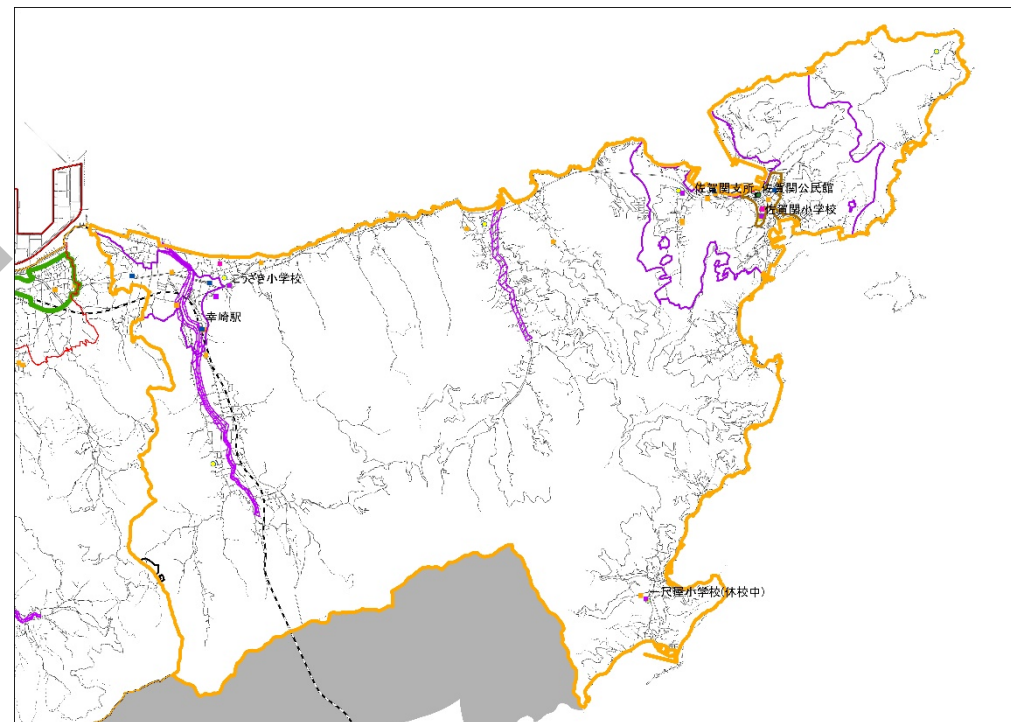 佐賀関支所
佐賀関公民館
佐賀関小学校
こうざき小学校
幸崎駅
一尺屋小学校(休校中)